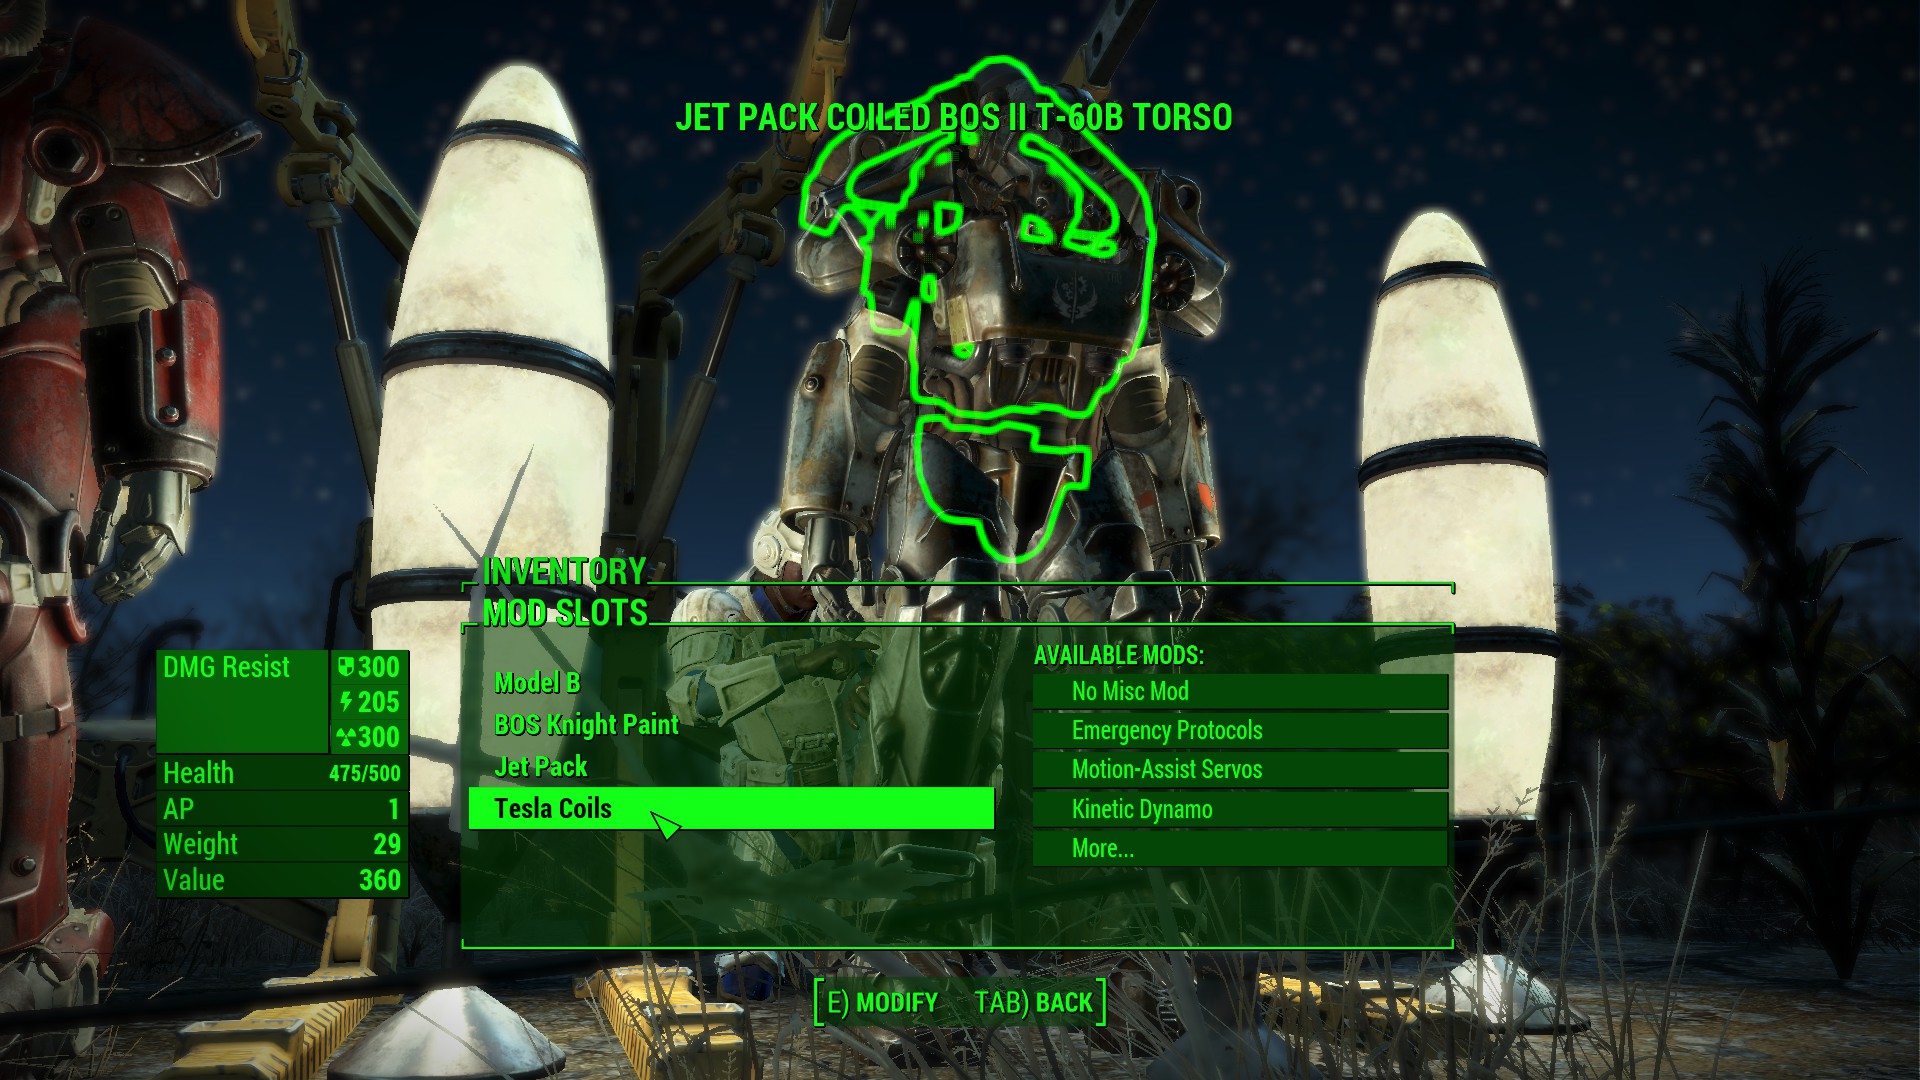 JET PACK COILED BOS II T-60B TORSO
INVENTORY
MOD SLOTS
Model B
BOS Knight Paint
Jet Pack
Tesla Coils
AVAILABLE MODS:
No Misc Mod
Emergency Protocols
Motion-Assist Servos
Kinetic Dynamo
More...
DMG Resist 300
205
300
Health 475/500
AP 1
Weight 29
Value 360
E) MODIFY TAB) BACK